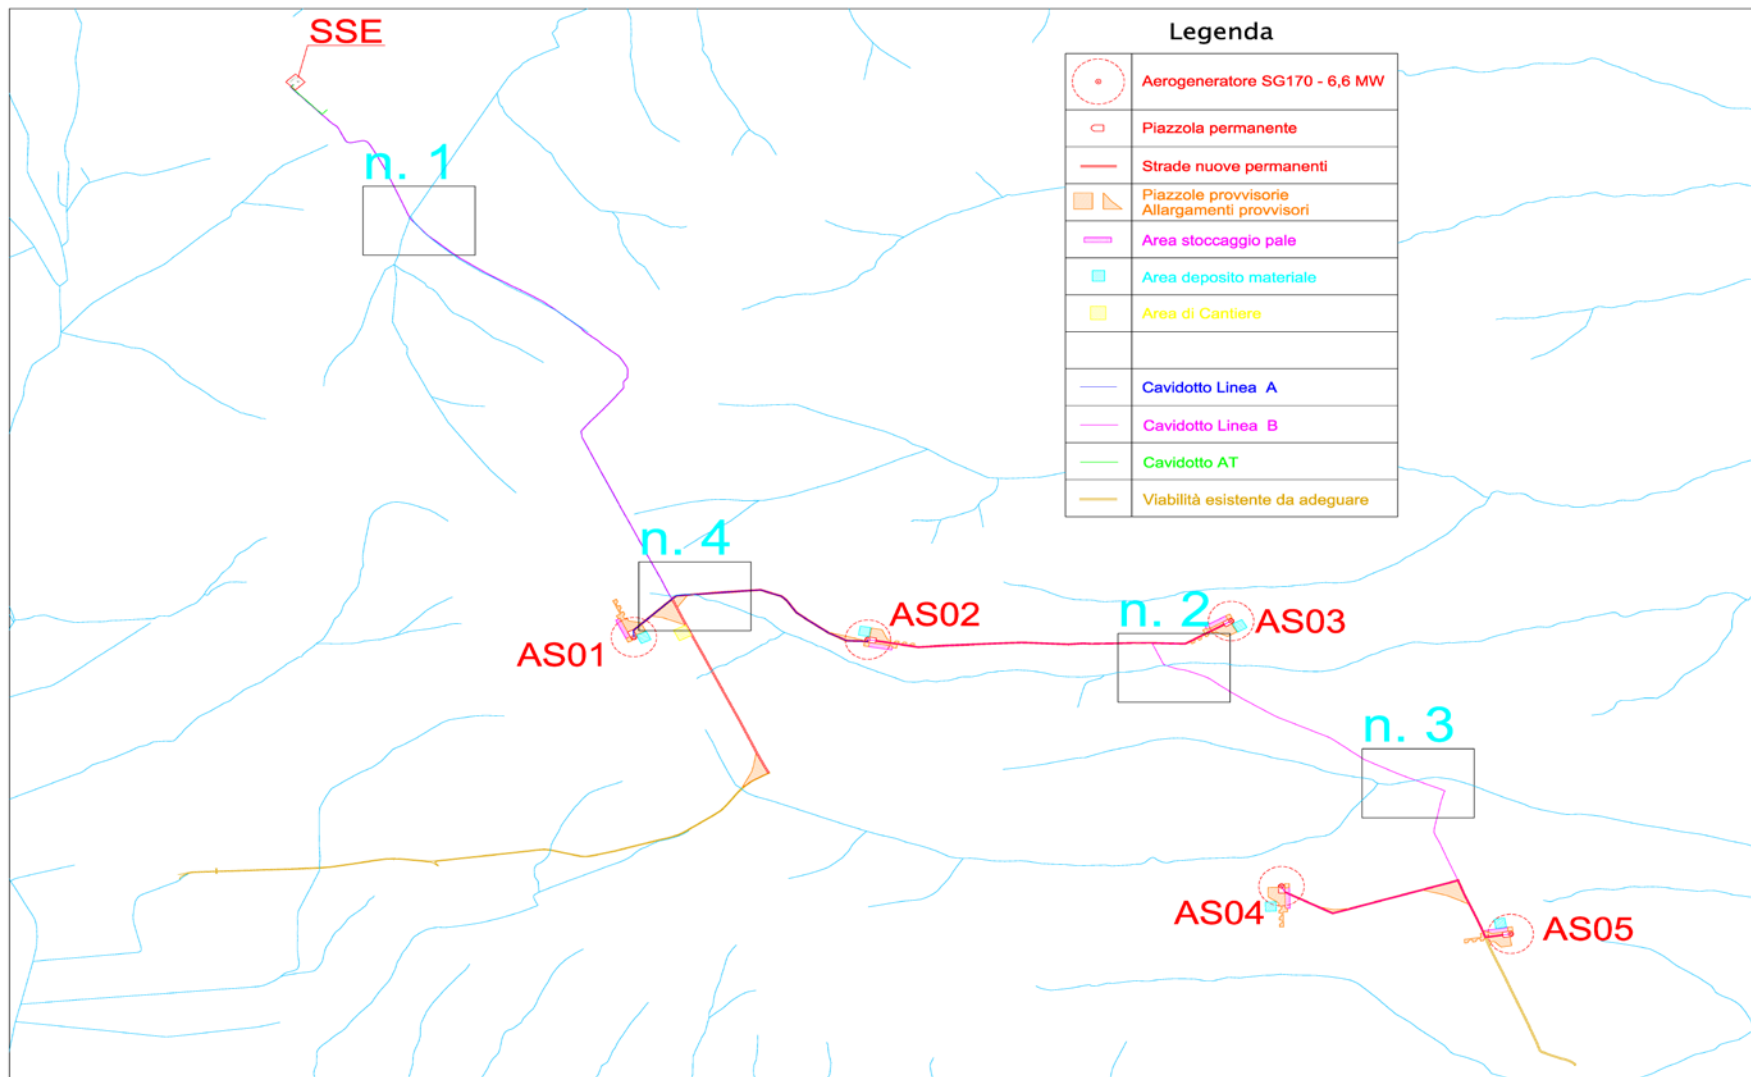 SSE
Legenda
Aerogeneratore SG170 - 6,6 MW
Piazzola permanente
Strade nuove permanenti
Piazzole provvisorie
Allargamenti provvisori
Area stoccaggio pale
Area deposito materiale
Area di Cantiere
Cavidotto Linea A
Cavidotto Linea B
Cavidotto AT
Viabilità esistente da adeguare
n. 1
n. 4
AS01
AS02
n. 2
AS03
n. 3
AS04
AS05